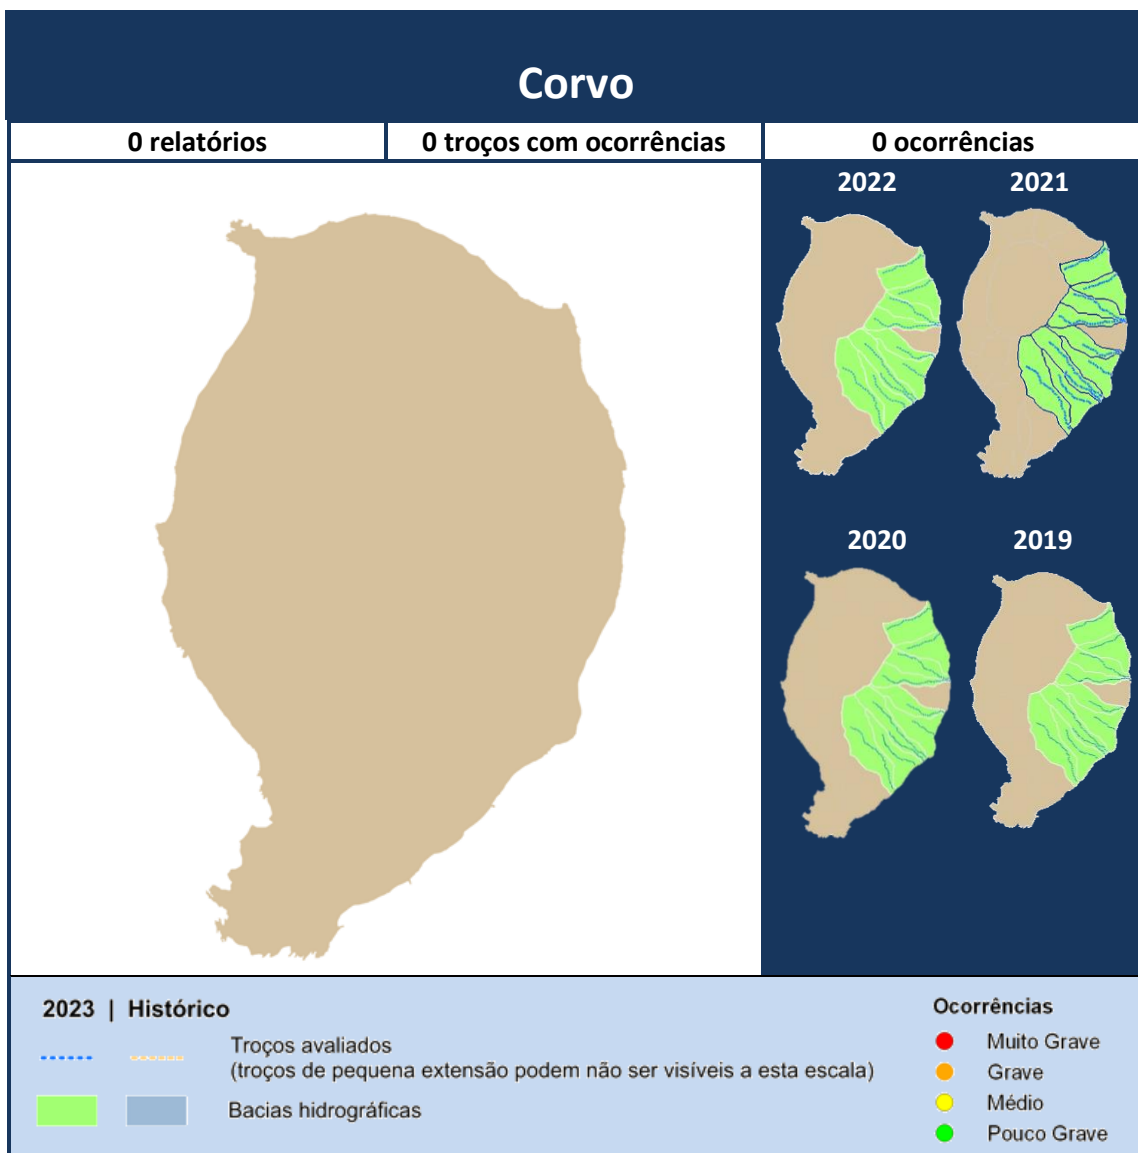 Corvo
0 relatórios
0 troços com ocorrências
0 ocorrências
2022
2021
2020
2019
2023 | Histórico
Troços avaliados
(troços de pequena extensão podem não ser visíveis a esta escala)
Bacias hidrográficas
Ocorrências
Muito Grave
Grave
Médio
Pouco Grave